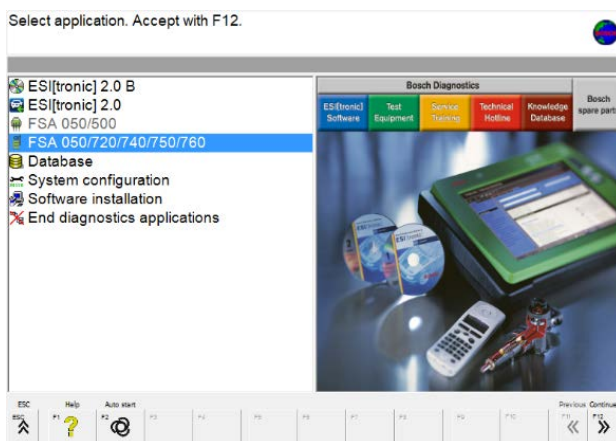 Select application. Accept with F12.
ESI[tronic] 2.0 B
ESI[tronic] 2.0
FSA 050/500
FSA 050/720/740/750/760
Database
System configuration
Software installation
End diagnostics applications
Bosch Diagnostics
ESI[tronic]
Software
Test
Equipment
Service
Training
Technical
Hotline
Knowledge
Database
Bosch
spare parts
ESI
ESC
Help
Auto start
Previous
Continue
ESC
F1
F2
F3
F4
F5
F6
F7
F8
F9
F10
F11
F12